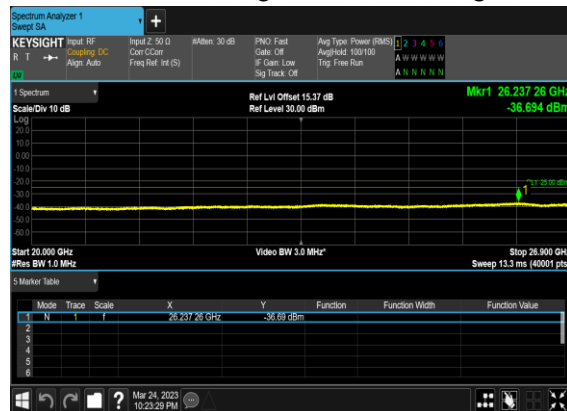 Spectrum Analyzer 1
Swept SA
+
KEYSIGHT Input: RF Input Z: 50 Ω #Atten: 30 dB PNO: Fast Avg Type: Power (RMS) 1 2 3 4 5 6
R T Coupling: DC Corr CCorr Gate: Off Avg|Hold: 100/100 A W W W W W
Align: Auto Freq Ref: Int (S) IF Gain: Low Trig: Free Run
Sig Track: Off A N N N N N
1 Spectrum Ref Lvl Offset 15.37 dB Mkr1 26.237 26 GHz
Scale/Div 10 dB Ref Level 30.00 dBm -36.694 dBm
Log
20.0
10.0
0.00
-10.0
-20.0
-30.0
-40.0
-50.0
-60.0
1
Start 20.000 GHz Video BW 3.0 MHz* Stop 26.900 GHz
#Res BW 1.0 MHz Sweep 13.3 ms (40001 pts
5 Marker Table
Mode Trace Scale X Y Function Function Width Function Value
1 N 1 f 26.237 26 GHz -36.69 dBm
2
3
4
5
6
? Mar 24, 2023
10:23:29 PM